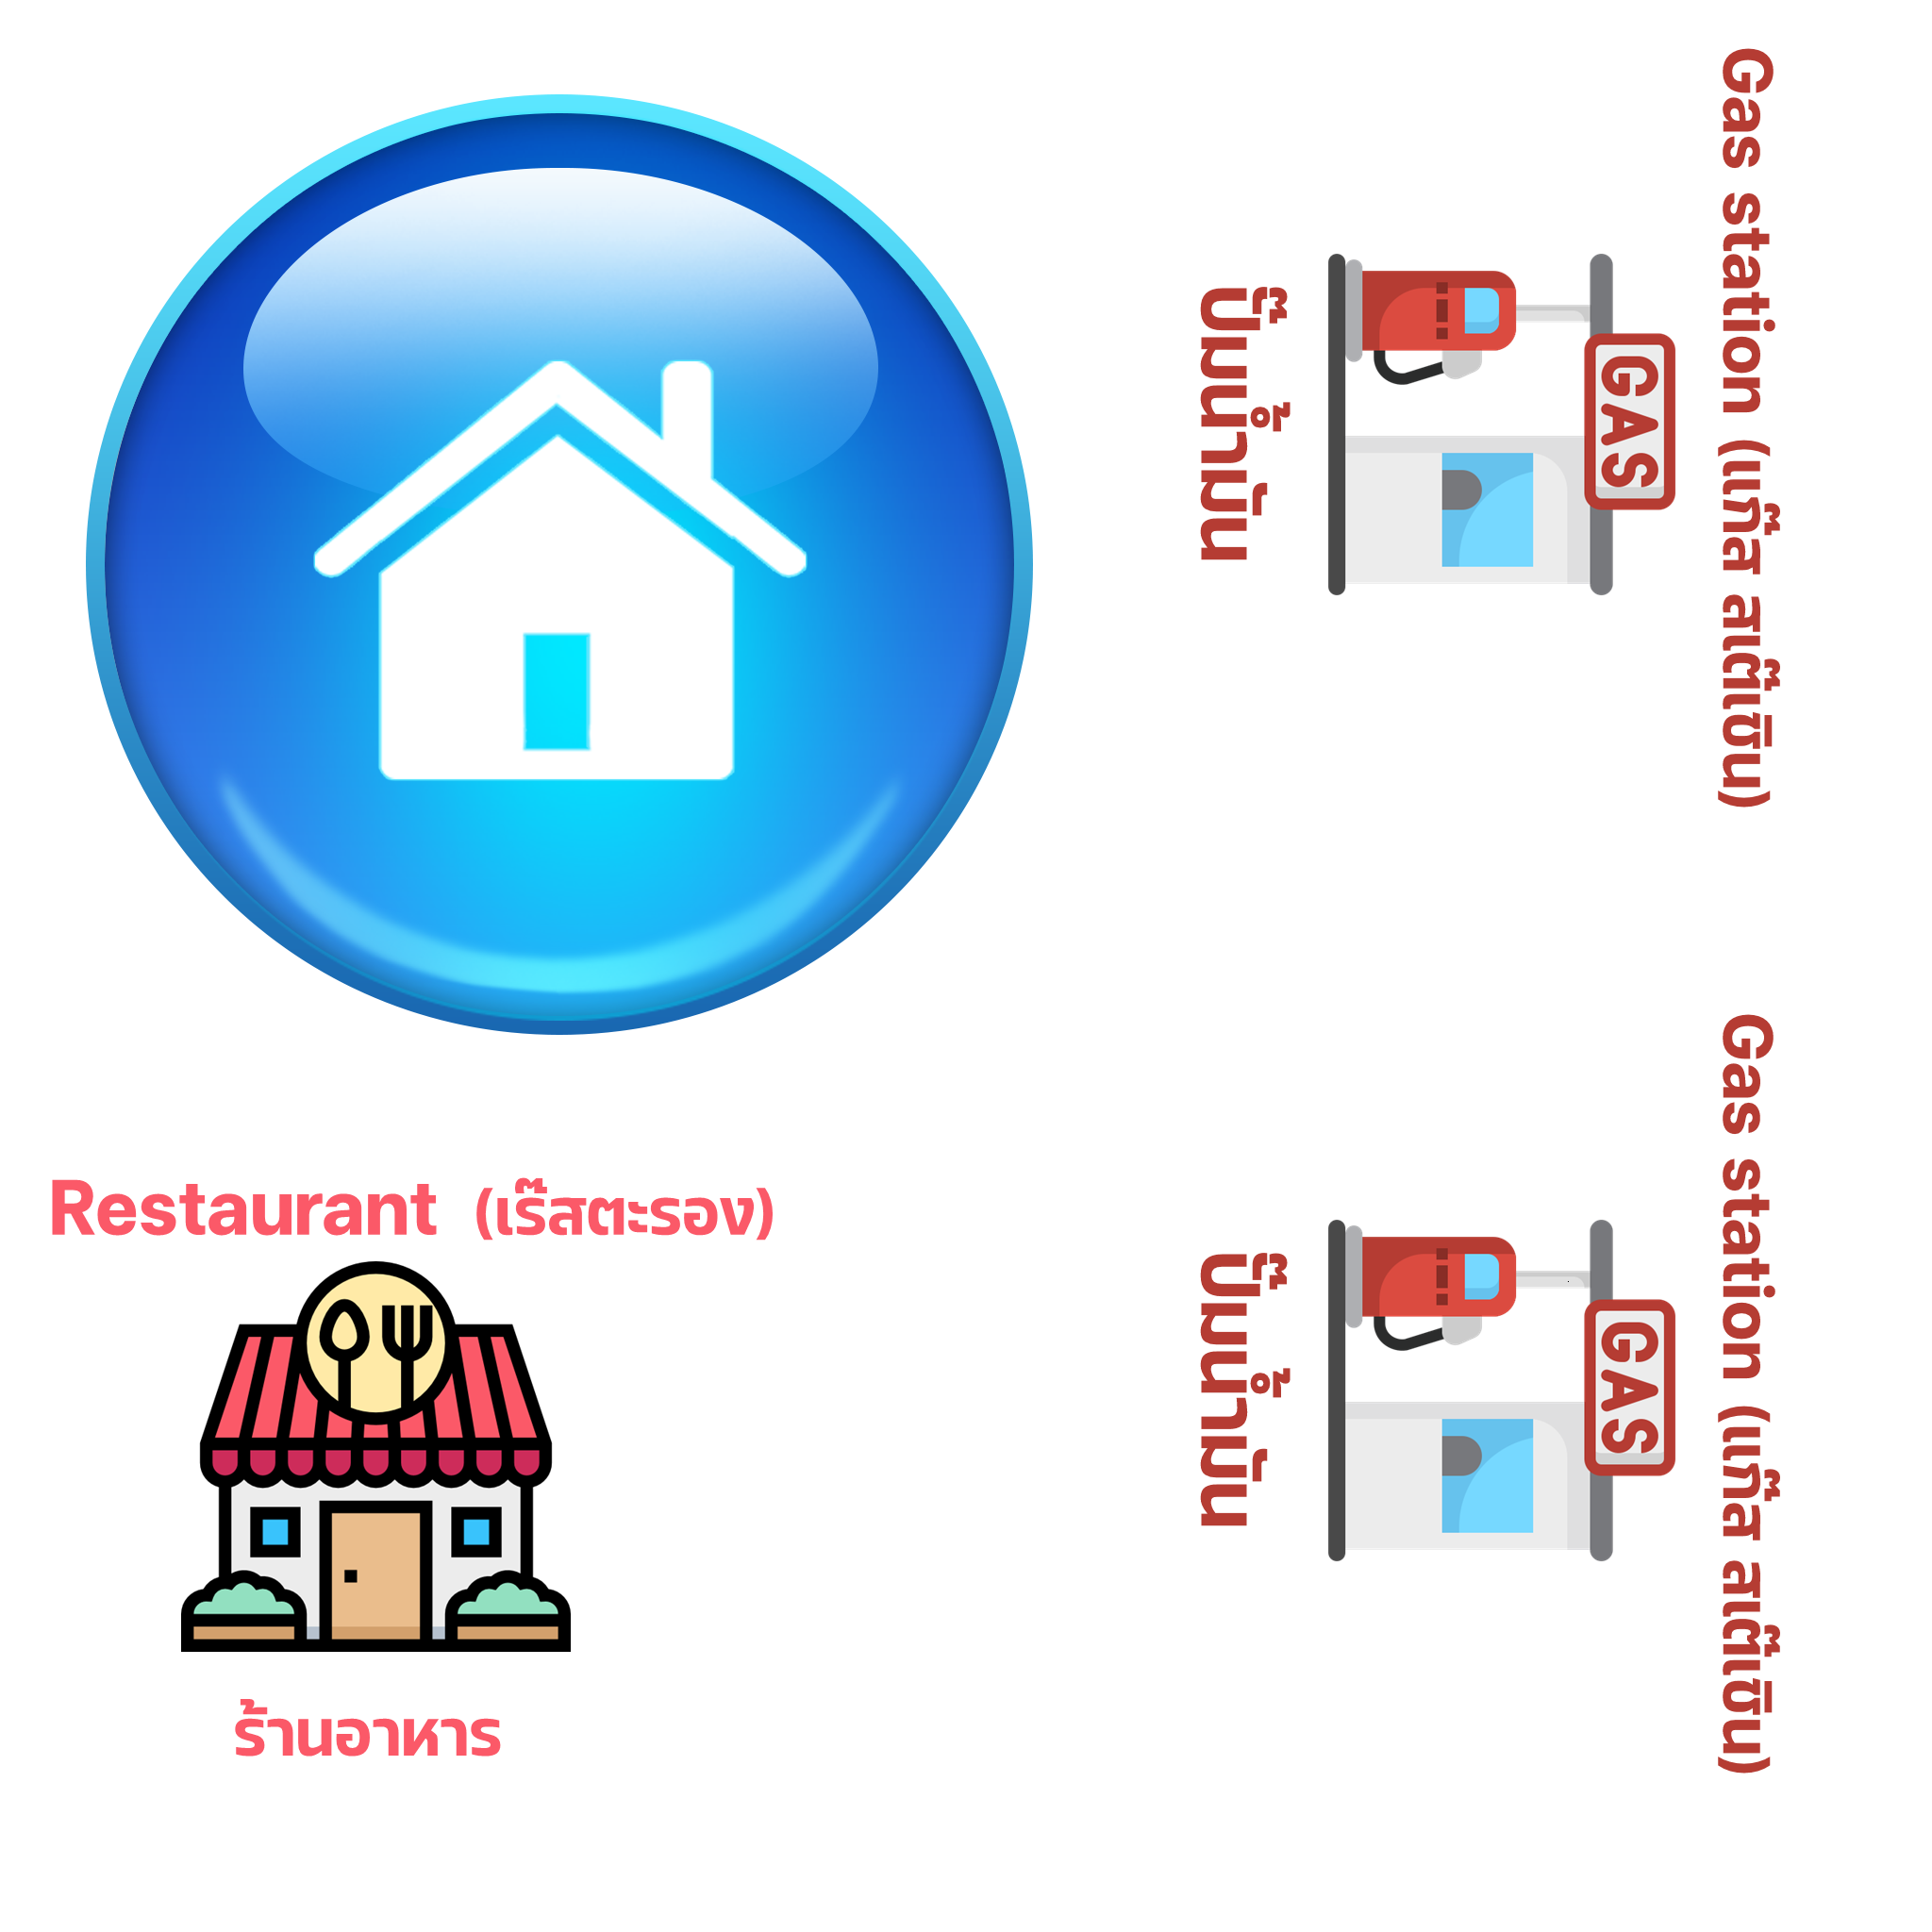 Gas station (แก๊ส สเต๊เชิน)
GAS
ปั๊มน้ำมัน
Restaurant (เร๊สตะรอง)
ร้านอาหาร
Gas station (แก๊ส สเต๊เชิน)
GAS
ปั๊มน้ำมัน